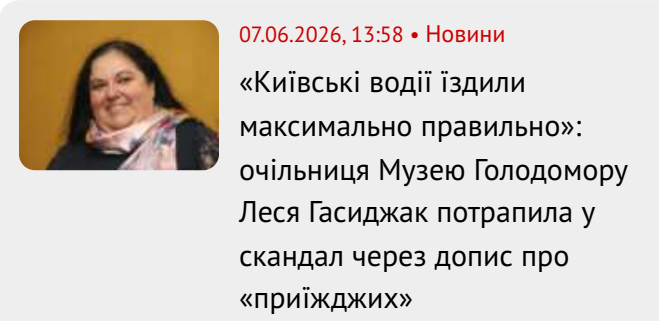 07.06.2026, 13:58 • Новини
«Київські водії їздили
максимально правильно»:
очільниця Музею Голодомору
Леся Гасиджак потрапила у
скандал через допис про
«приїжджих»